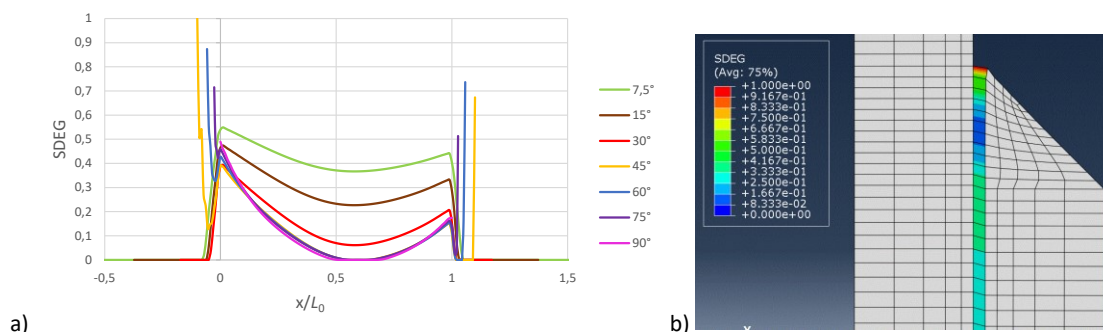 1
0,9
0,8
0,7
0,6
0,5
0,4
0,3
0,2
0,1
0
SDEG
-0,5
0
0,5
1
1,5
x/L0
7,5°
15°
30°
45°
60°
75°
90°
a)
SDEG
(Avg: 75%)
+1.000e+00
+9.167e-01
+8.333e-01
+7.500e-01
+6.667e-01
+5.833e-01
+5.000e-01
+4.167e-01
+3.333e-01
+2.500e-01
+1.667e-01
+8.333e-02
+0.000e+00
b)